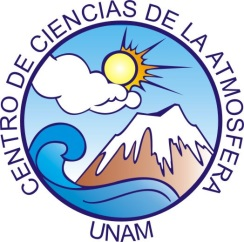 CENTRO DE CIENCIAS DE LA ATMOSFERA
UNAM